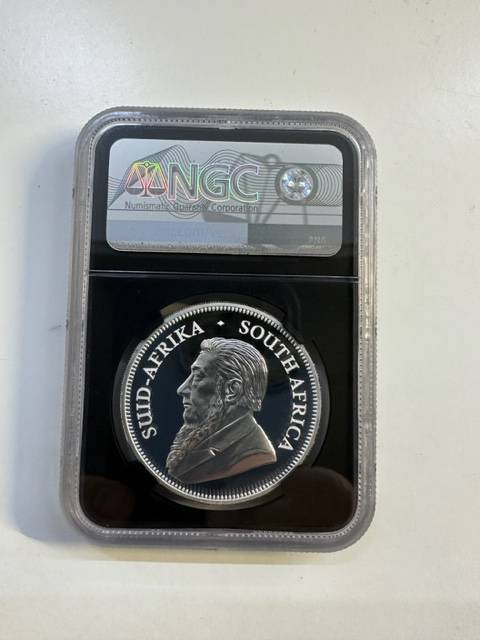 NGC
Numismatic Guaranty Corporation
SUID-AFRIKA · SOUTH AFRICA